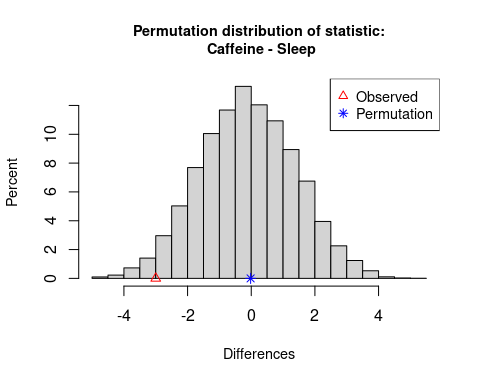 Permutation distribution of statistic:
Caffeine - Sleep
Observed
Permutation
Percent
10
8
6
4
2
0
-4 -2 0 2 4
Differences